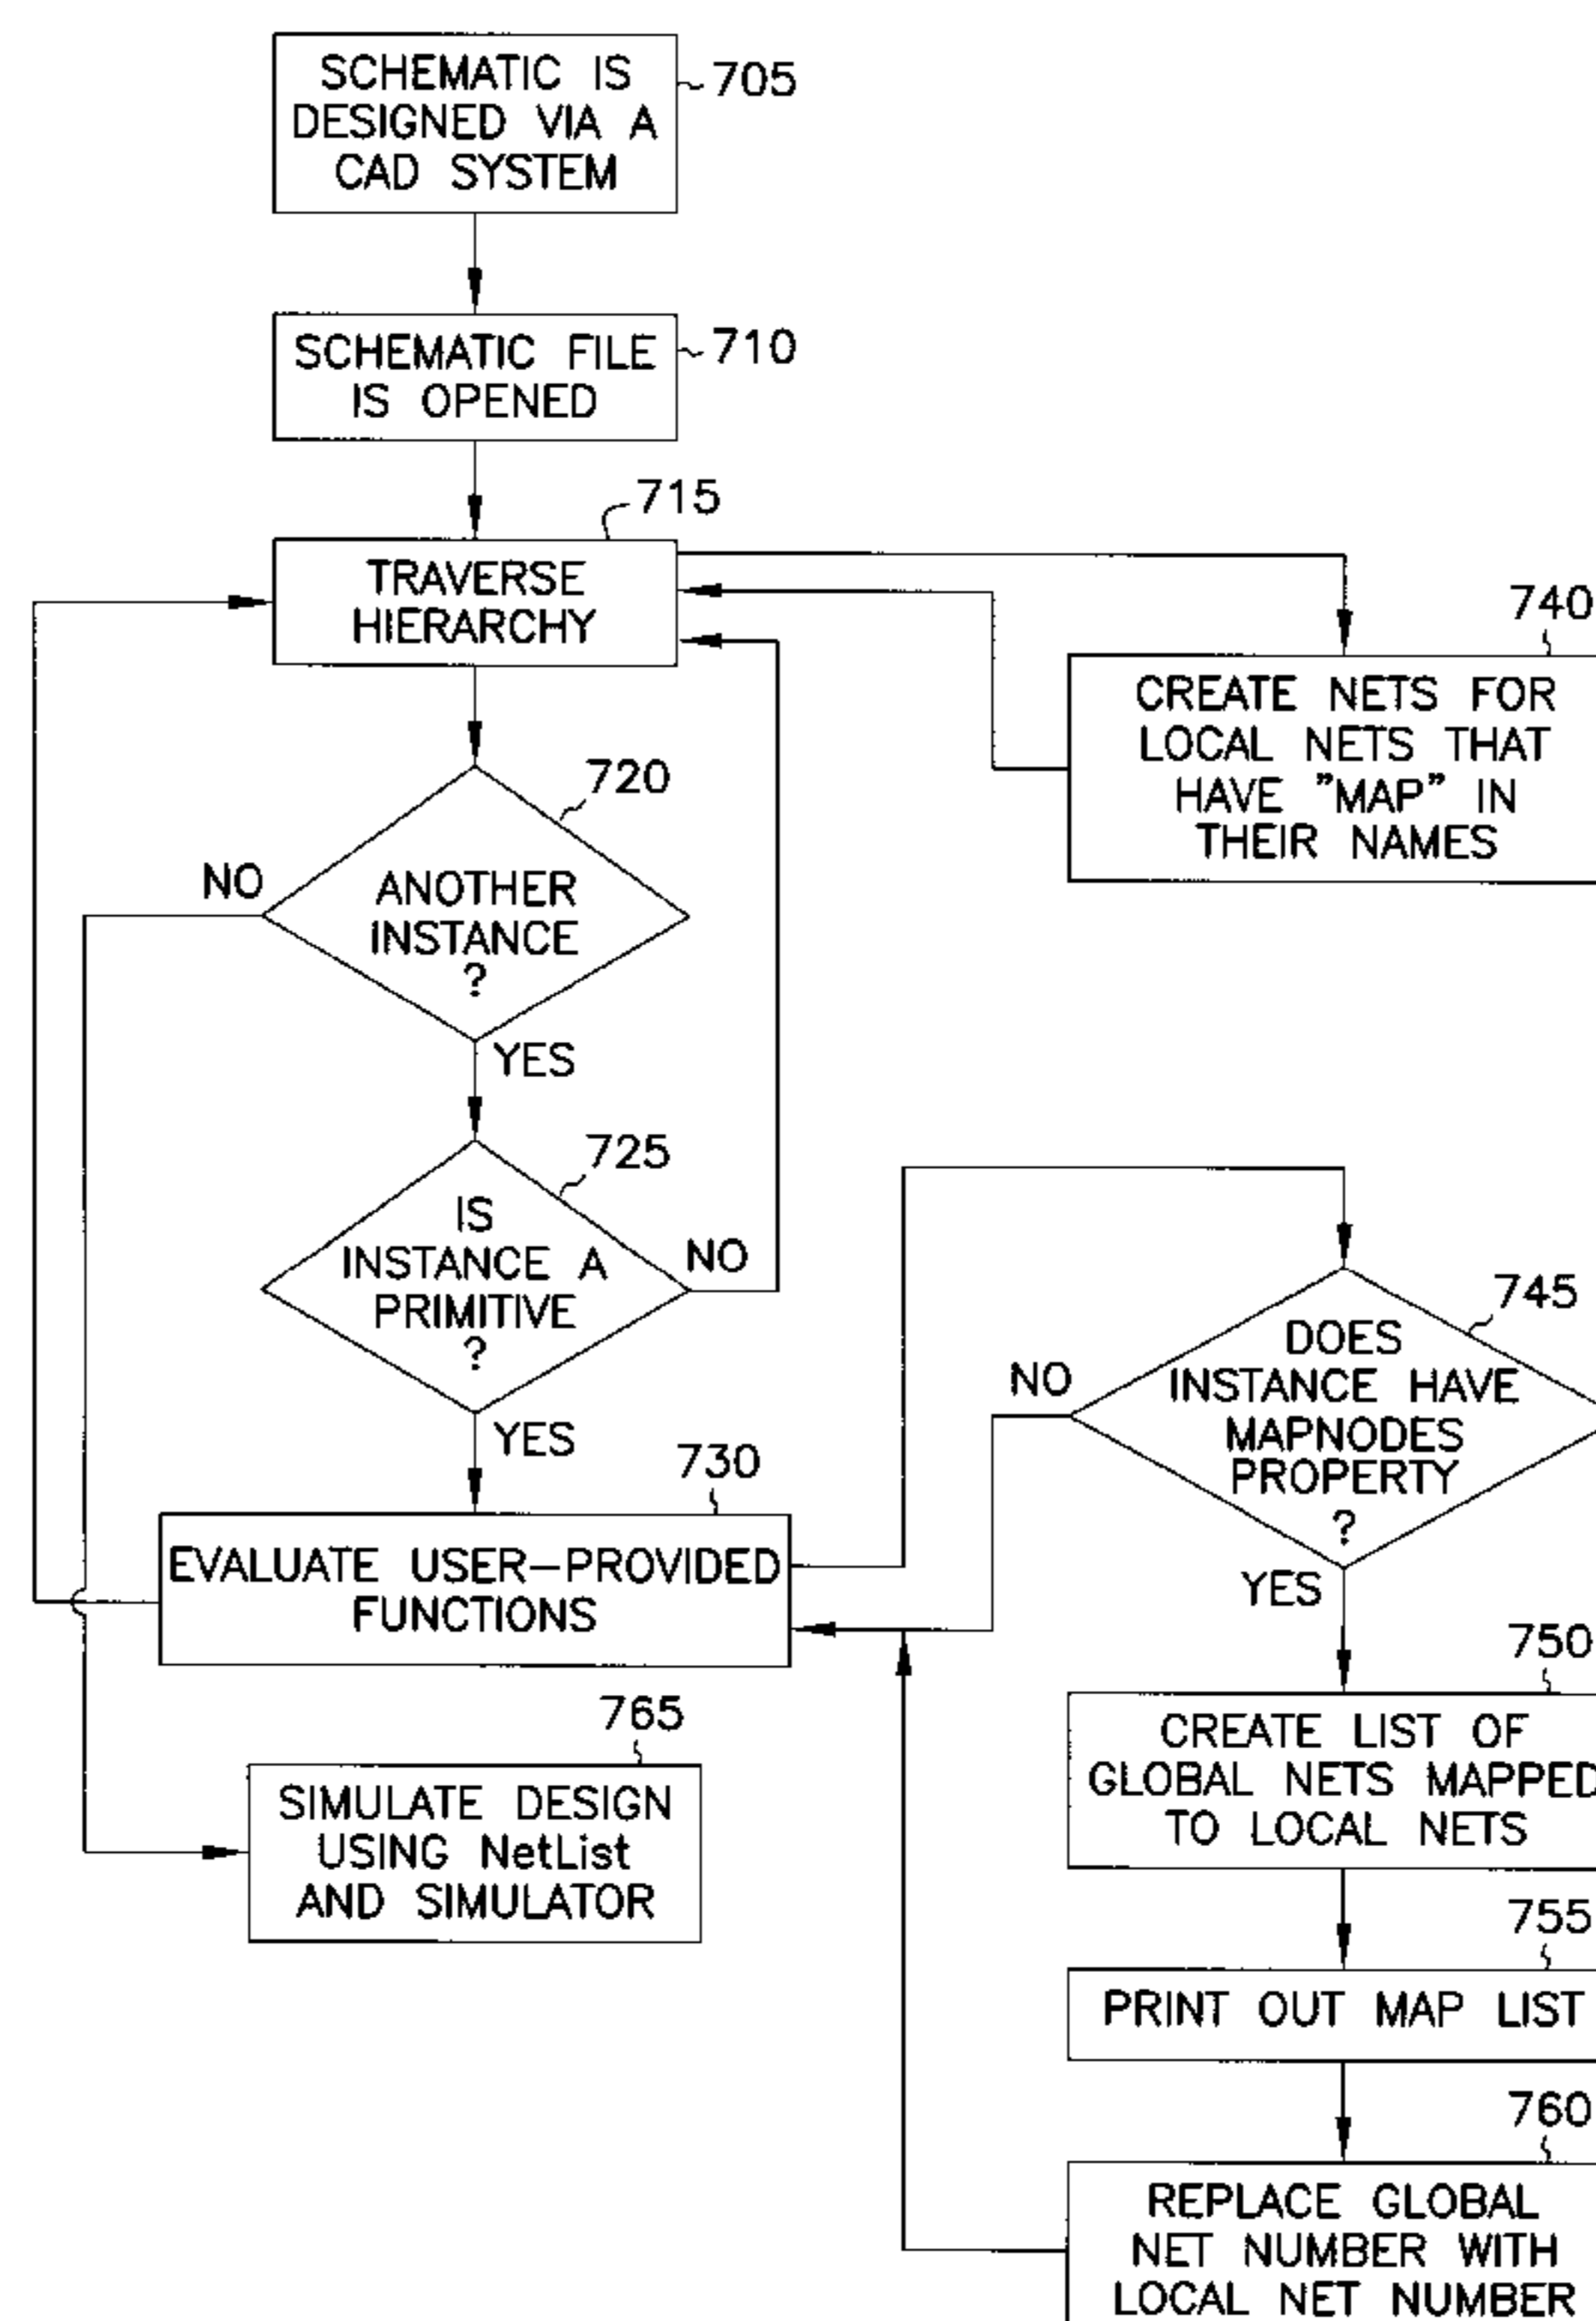 SCHEMATIC IS
DESIGNED VIA A
CAD SYSTEM
705
SCHEMATIC FILE
IS OPENED
710
715
TRAVERSE
HIERARCHY
740
CREATE NETS FOR
LOCAL NETS THAT
HAVE "MAP" IN
THEIR NAMES
720
NO
ANOTHER
INSTANCE
?
YES
725
IS
INSTANCE A
PRIMITIVE
?
NO
YES
745
DOES
INSTANCE HAVE
MAPNODES
PROPERTY
?
NO
YES
730
EVALUATE USER-PROVIDED
FUNCTIONS
765
SIMULATE DESIGN
USING NetList
AND SIMULATOR
750
CREATE LIST OF
GLOBAL NETS MAPPED
TO LOCAL NETS
755
PRINT OUT MAP LIST
760
REPLACE GLOBAL
NET NUMBER WITH
LOCAL NET NUMBER